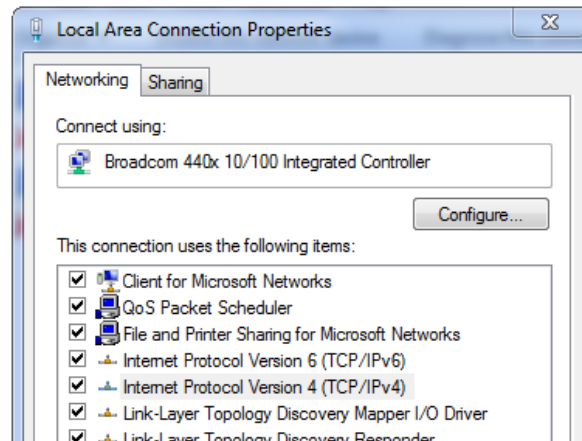 Local Area Connection Properties
Networking
Sharing
Connect using:
Broadcom 440x 10/100 Integrated Controller
Configure...
This connection uses the following items:
Client for Microsoft Networks
QoS Packet Scheduler
File and Printer Sharing for Microsoft Networks
Internet Protocol Version 6 (TCP/IPv6)
Internet Protocol Version 4 (TCP/IPv4)
Link-Layer Topology Discovery Mapper I/O Driver
Link-Layer Topology Discovery Responder